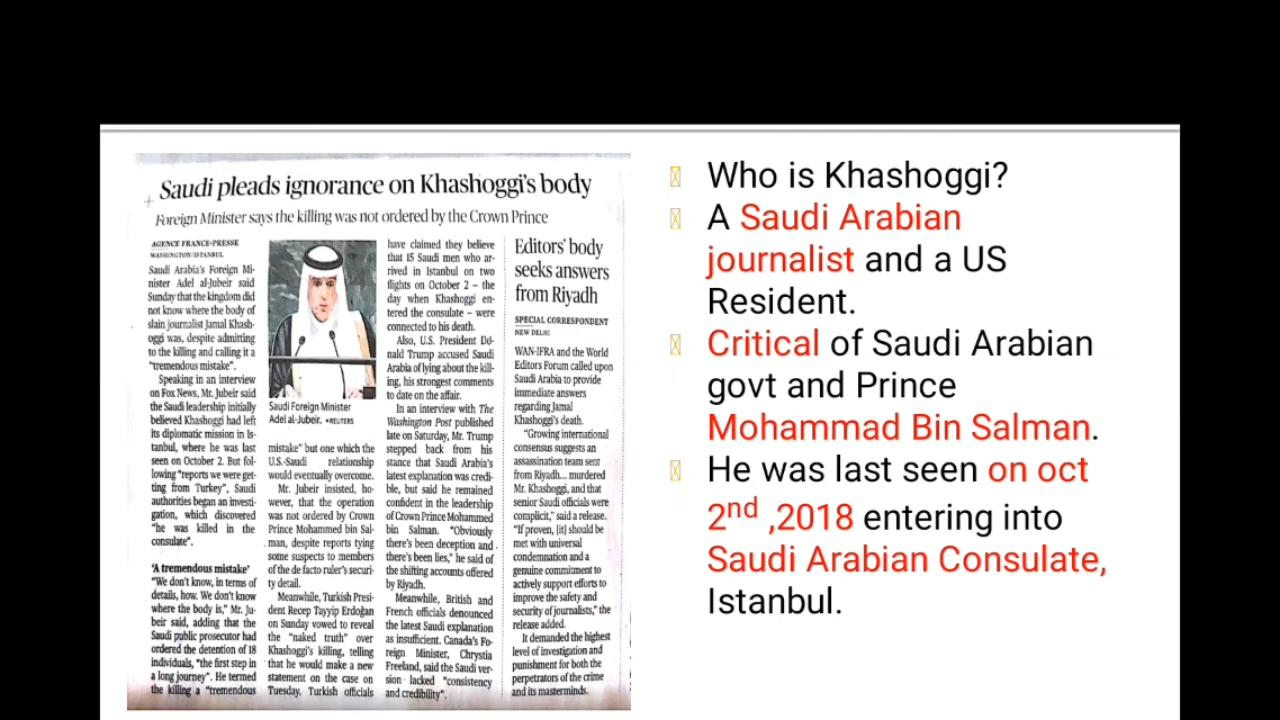 Saudi pleads ignorance on Khashoggi's body
Foreign Minister says the killing was not ordered by the Crown Prince
AGENCE FRANCE-PRESSE
WASHINGTON/ISTANBUL
Saudi Arabia's Foreign Mi-
nister Adel al-Jubeir said
Sunday that the kingdom did
not know where the body of
slain journalist Jamal Khash-
oggi was, despite admitting
to the killing and calling it a
"tremendous mistake".
Speaking in an interview
on Fox News, Mr. Jubeir said
the Saudi leadership initially
believed Khashoggi had left
its diplomatic mission in Is-
tanbul, where he was last
seen on October 2. But fol-
lowing "reports we were get-
ting from Turkey", Saudi
authorities began an investi-
gation, which discovered
"he was killed in the
consulate".
'A tremendous mistake'
"We don't know, in terms of
details, how. We don't know
where the body is," Mr. Ju-
beir said, adding that the
Saudi public prosecutor had
ordered the detention of 18
individuals, "the first step in
a long journey". He termed
the killing a "tremendous
Saudi Foreign Minister
Adel al-Jubeir. •REUTERS
mistake" but one which the
U.S.-Saudi relationship
would eventually overcome.
Mr. Jubeir insisted, ho-
wever, that the operation
was not ordered by Crown
Prince Mohammed bin Sal-
man, despite reports tying
some suspects to members
of the de facto ruler's securi-
ty detail.
Meanwhile, Turkish Presi-
dent Recep Tayyip Erdoğan
on Sunday vowed to reveal
the "naked truth" over
Khashoggi's killing, telling
that he would make a new
statement on the case on
Tuesday. Turkish officials
have claimed they believe
that 15 Saudi men who ar-
rived in Istanbul on two
flights on October 2 – the
day when Khashoggi en-
tered the consulate – were
connected to his death.
Also, U.S. President Do-
nald Trump accused Saudi
Arabia of lying about the kill-
ing, his strongest comments
to date on the affair.
In an interview with The
Washington Post published
late on Saturday, Mr. Trump
stepped back from his
stance that Saudi Arabia's
latest explanation was credi-
ble, but said he remained
confident in the leadership
of Crown Prince Mohammed
bin Salman. "Obviously
there's been deception and
there's been lies," he said of
the shifting accounts offered
by Riyadh.
Meanwhile, British and
French officials denounced
the latest Saudi explanation
as insufficient. Canada's Fo-
reign Minister, Chrystia
Freeland, said the Saudi ver-
sion lacked "consistency
and credibility".
Editors' body
seeks answers
from Riyadh
SPECIAL CORRESPONDENT
NEW DELHI
WAN-IFRA and the World
Editors Forum called upon
Saudi Arabia to provide
immediate answers
regarding Jamal
Khashoggi's death.
"Growing international
consensus suggests an
assassination team sent
from Riyadh... murdered
Mr. Khashoggi, and that
senior Saudi officials were
complicit," said a release.
"If proven, [it] should be
met with universal
condemnation and a
genuine commitment to
actively support efforts to
improve the safety and
security of journalists," the
release added.
It demanded the highest
level of investigation and
punishment for both the
perpetrators of the crime
and its masterminds.
Who is Khashoggi?
A Saudi Arabian
journalist and a US
Resident.
Critical of Saudi Arabian
govt and Prince
Mohammad Bin Salman.
He was last seen on oct
2nd ,2018 entering into
Saudi Arabian Consulate,
Istanbul.